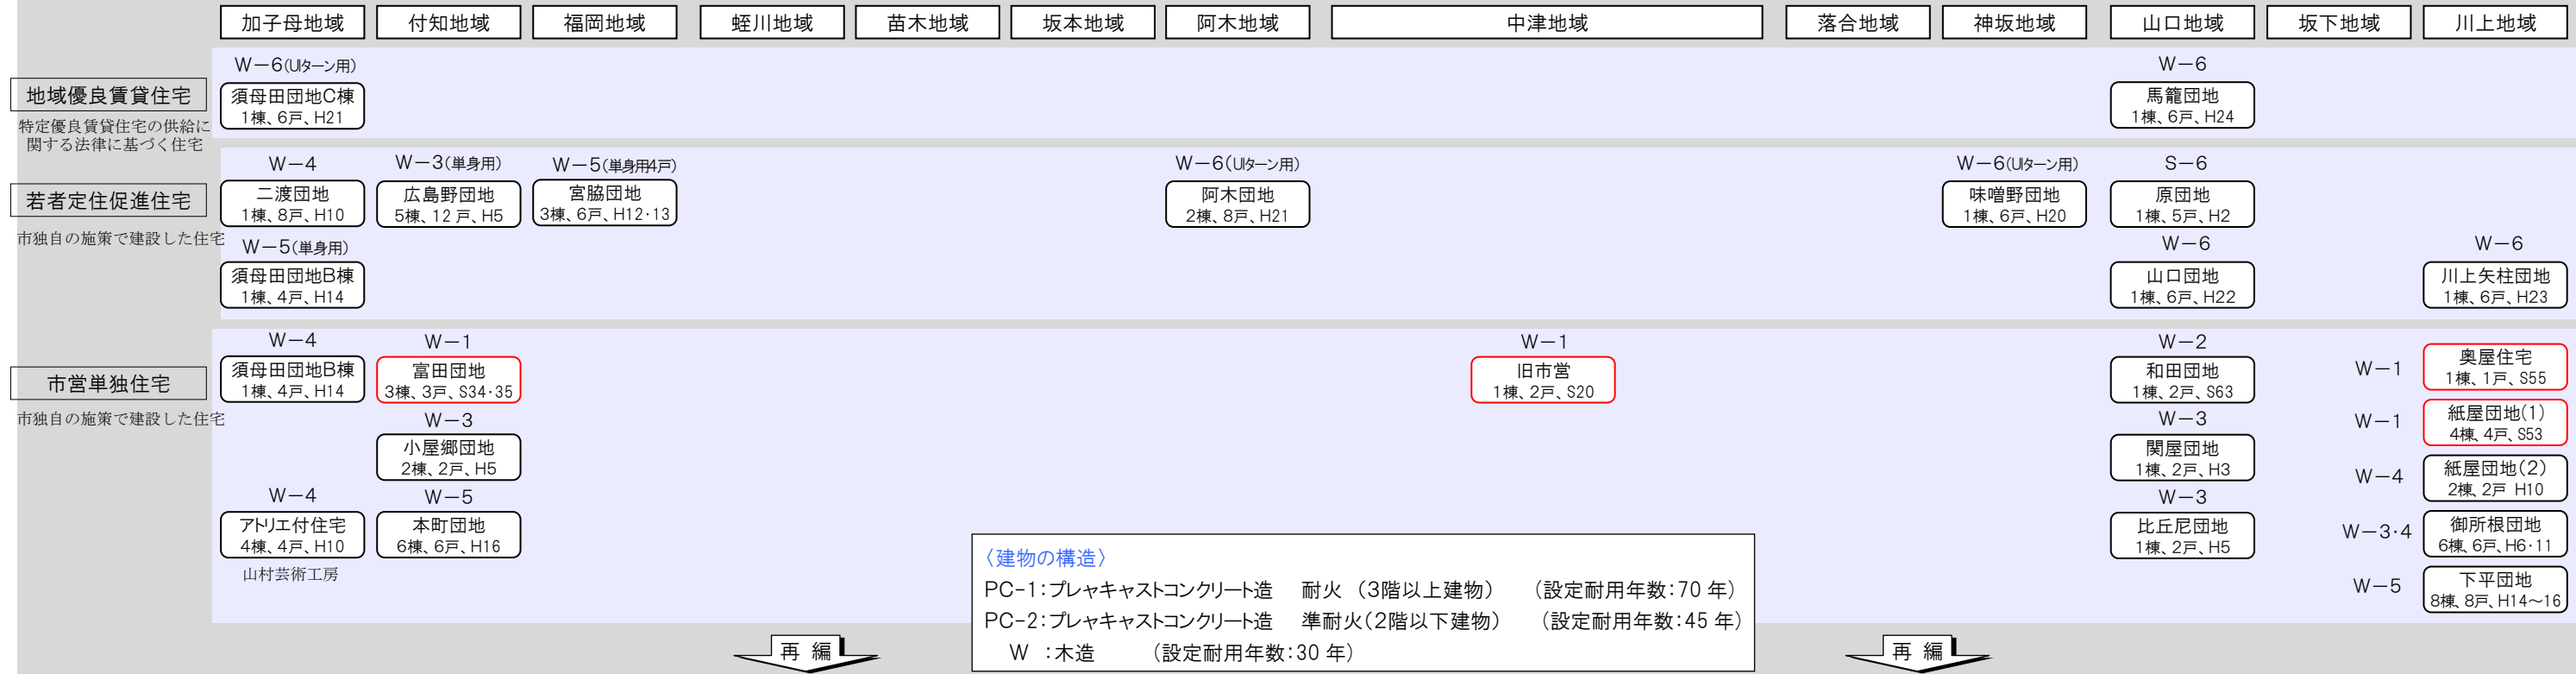 加子母地域 付知地域 福岡地域 蛭川地域 苗木地域 坂本地域 阿木地域 中津地域 落合地域 神坂地域 山口地域 坂下地域 川上地域
地域優良賃貸住宅
特定優良賃貸住宅の供給に
関する法律に基づく住宅
W-6(UIターン用)
須母田団地C棟
1棟、6戸、H21
W-6
馬籠団地
1棟、6戸、H24
若者定住促進住宅
市独自の施策で建設した住宅
W-4
二渡団地
1棟、8戸、H10
W-3(単身用)
広島野団地
5棟、12戸、H5
W-5(単身用4戸)
宮脇団地
3棟、6戸、H12・13
W-6(UIターン用)
阿木団地
2棟、8戸、H21
W-6(UIターン用)
味噌野団地
1棟、6戸、H20
S-6
原団地
1棟、5戸、H2
W-5(単身用)
須母田団地B棟
1棟、4戸、H14
W-6
山口団地
1棟、6戸、H22
W-6
川上矢柱団地
1棟、6戸、H23
市営単独住宅
市独自の施策で建設した住宅
W-4
須母田団地B棟
1棟、4戸、H14
W-4
アトリエ付住宅
4棟、4戸、H10
山村芸術工房
W-1
富田団地
3棟、3戸、S34・35
W-3
小屋郷団地
2棟、2戸、H5
W-5
本町団地
6棟、6戸、H16
W-1
旧市営
1棟、2戸、S20
W-2
和田団地
1棟、2戸、S63
W-3
関屋団地
1棟、2戸、H3
W-3
比丘尼団地
1棟、2戸、H5
W-1
奥屋住宅
1棟、1戸、S55
W-1
紙屋団地(1)
4棟、4戸、S53
W-4
紙屋団地(2)
2棟、2戸 H10
W-3・4
御所根団地
6棟、6戸、H6・11
W-5
下平団地
8棟、8戸、H14～16
〈建物の構造〉
PC-1:プレャキャストコンクリート造 耐火 (3階以上建物) (設定耐用年数:70年)
PC-2:プレャキャストコンクリート造 準耐火(2階以下建物) (設定耐用年数:45年)
W :木造 (設定耐用年数:30年)
再 編
再 編